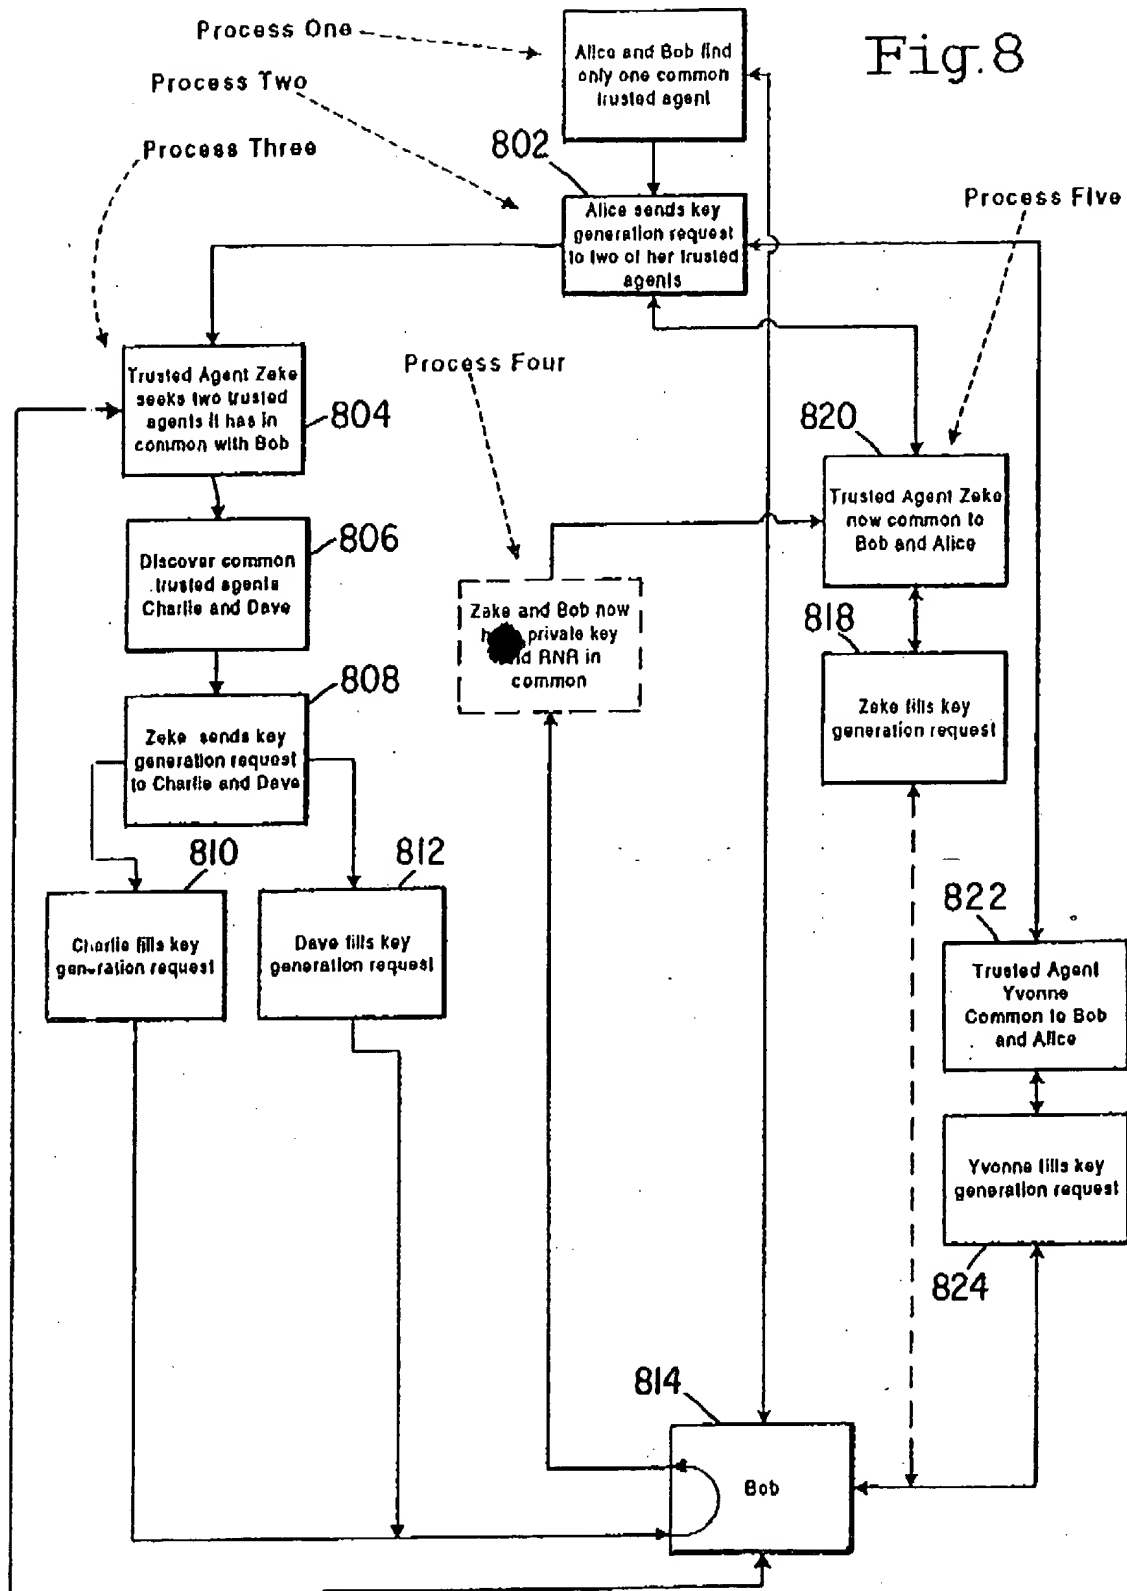 Fig.8
Process One
Process Two
Process Three
Alice and Bob find
only one common
trusted agent
802
Alice sends key
generation request
to two of her trusted
agents
Process Five
Process Four
Trusted Agent Zeke
seeks two trusted
agents it has in
common with Bob
804
820
Trusted Agent Zeke
now common to
Bob and Alice
806
Discover common
trusted agents
Charlie and Dave
Zeke and Bob now
private key
RNR in
common
818
Zeke fills key
generation request
808
Zeke sends key
generation request
to Charlie and Dave
810
Charlie fills key
generation request
812
Dave fills key
generation request
822
Trusted Agent
Yvonne
Common to Bob
and Alice
Yvonne fills key
generation request
824
814
Bob